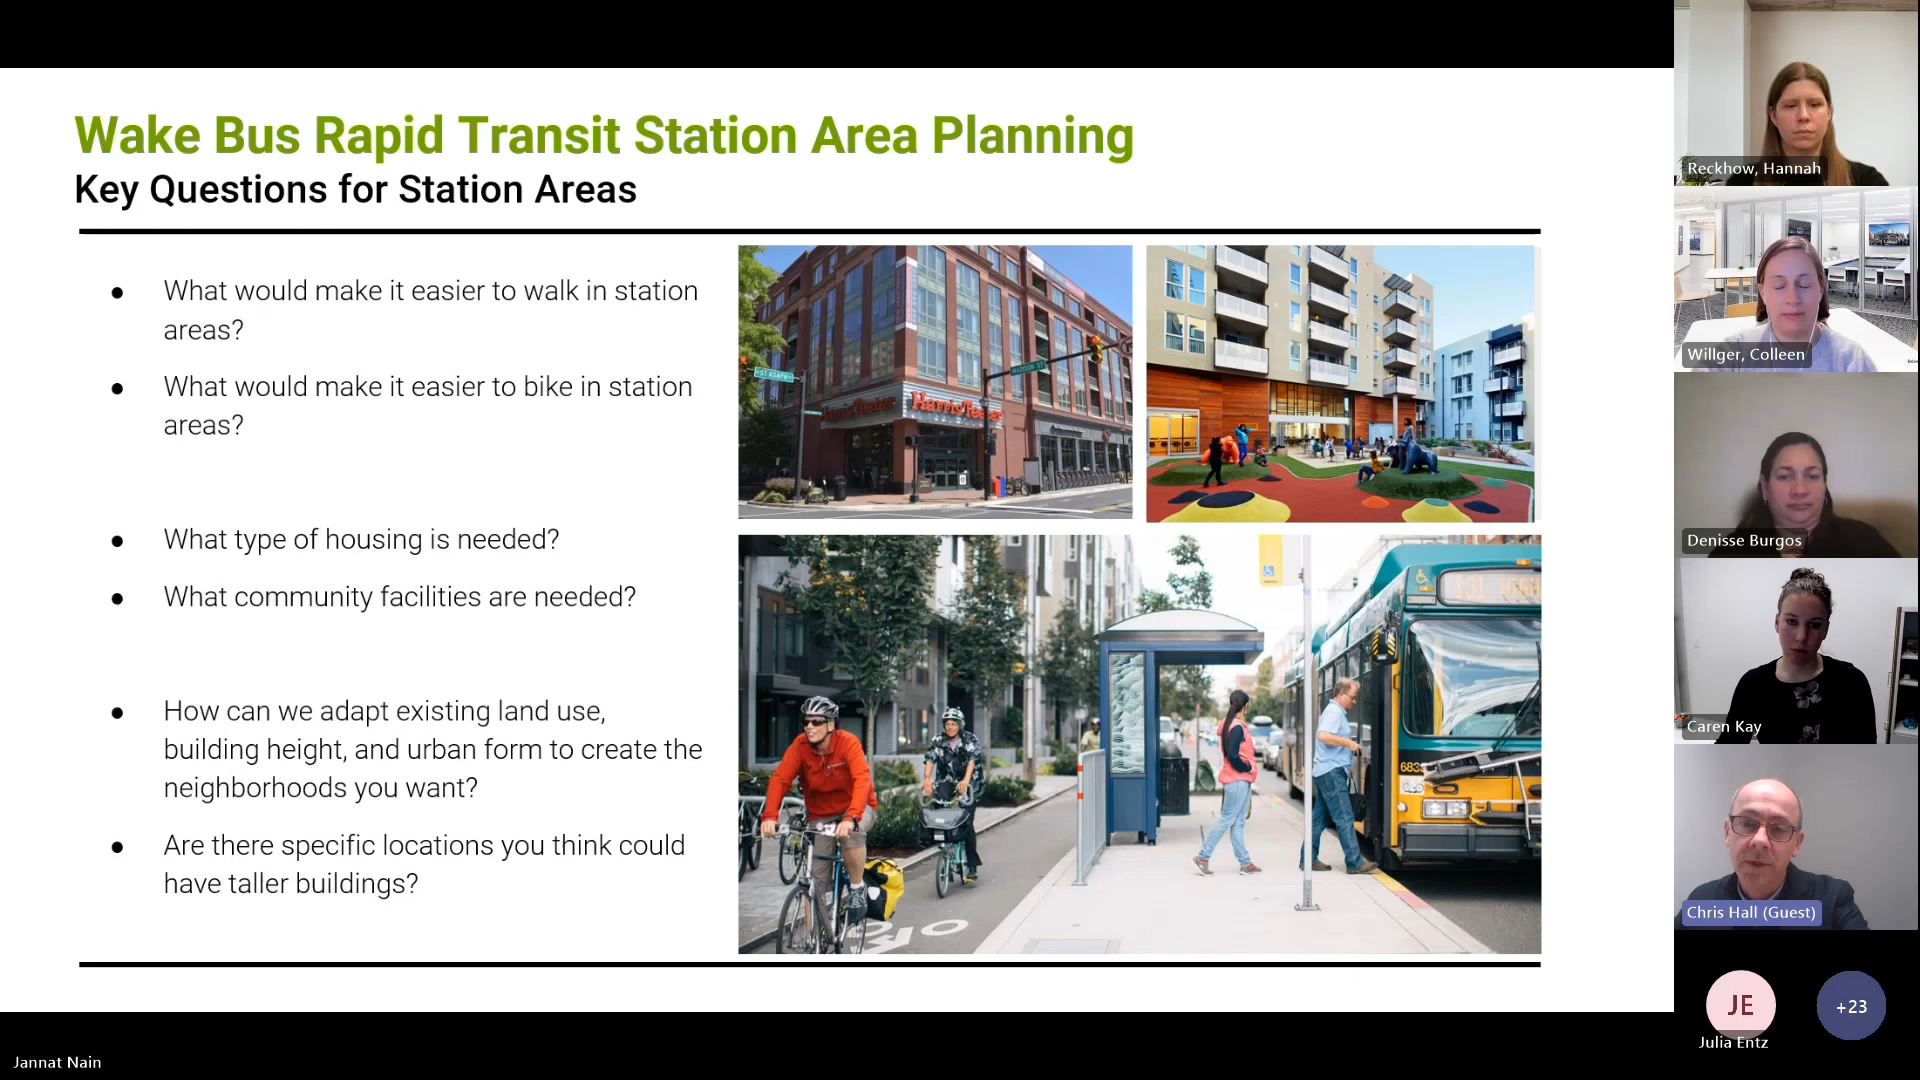 Wake Bus Rapid Transit Station Area Planning
Key Questions for Station Areas
● What would make it easier to walk in station
areas?
● What would make it easier to bike in station
areas?
● What type of housing is needed?
● What community facilities are needed?
● How can we adapt existing land use,
building height, and urban form to create the
neighborhoods you want?
● Are there specific locations you think could
have taller buildings?
Harris Teeter
Reckhow, Hannah
Willger, Colleen
Denisse Burgos
Caren Kay
Chris Hall (Guest)
JE
+23
Julia Entz
Jannat Nain